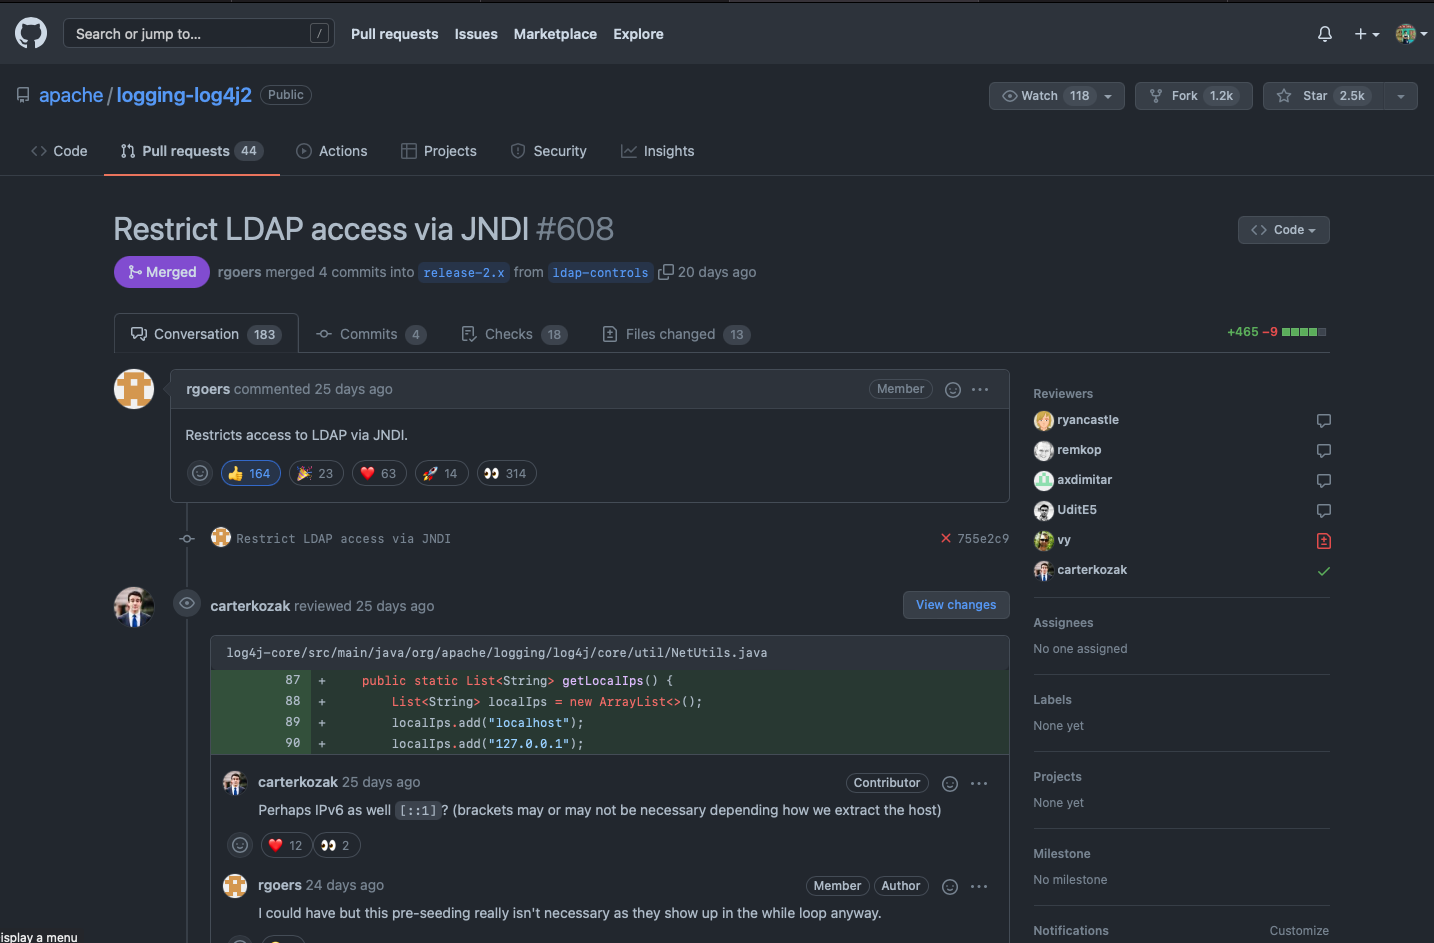 Search or jump to... /
Pull requests Issues Marketplace Explore
apache / logging-log4j2 Public
Watch 118 Fork 1.2k Star 2.5k
Code Pull requests 44 Actions Projects Security Insights
Restrict LDAP access via JNDI #608
Code
Merged rgoers merged 4 commits into release-2.x from ldap-controls 20 days ago
Conversation 183 Commits 4 Checks 18 Files changed 13
+465 −9
rgoers commented 25 days ago Member
Restricts access to LDAP via JNDI.
164 23 63 14 314
Restrict LDAP access via JNDI 755e2c9
carterkozak reviewed 25 days ago View changes
log4j-core/src/main/java/org/apache/logging/log4j/core/util/NetUtils.java
87 + public static List<String> getLocalIps() {
88 + List<String> localIps = new ArrayList<>();
89 + localIps.add("localhost");
90 + localIps.add("127.0.0.1");
carterkozak 25 days ago Contributor
Perhaps IPv6 as well [::1]? (brackets may or may not be necessary depending how we extract the host)
12 2
rgoers 24 days ago Member Author
I could have but this pre-seeding really isn't necessary as they show up in the while loop anyway.
Reviewers
ryancastle
remkop
axdimitar
UditE5
vy
carterkozak
Assignees
No one assigned
Labels
None yet
Projects
None yet
Milestone
No milestone
Notifications Customize
isplay a menu